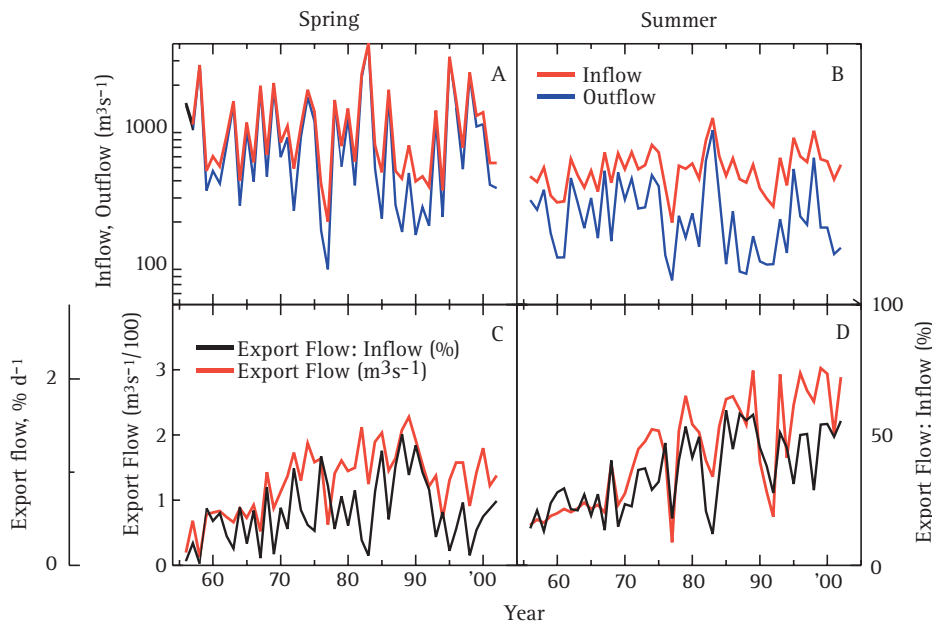 Spring
Summer
Inflow, Outflow (m³s⁻¹)
1000
100
A
B
Inflow
Outflow
Export flow, % d⁻¹
2
0
Export Flow (m³s⁻¹/100)
3
2
1
0
C
Export Flow: Inflow (%)
Export Flow (m³s⁻¹)
D
100
50
0
Export Flow: Inflow (%)
60 70 80 90 '00
60 70 80 90 '00
Year